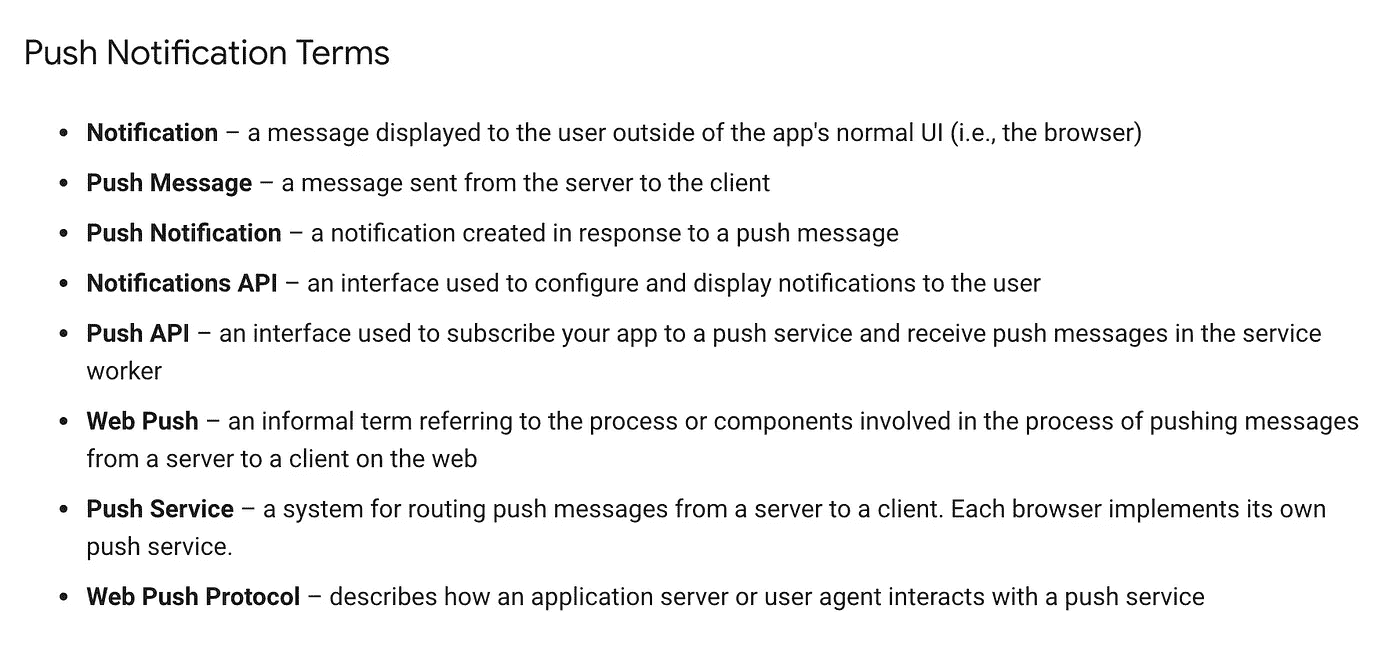 Push Notification Terms
• Notification – a message displayed to the user outside of the app's normal UI (i.e., the browser)
• Push Message – a message sent from the server to the client
• Push Notification – a notification created in response to a push message
• Notifications API – an interface used to configure and display notifications to the user
• Push API – an interface used to subscribe your app to a push service and receive push messages in the service
worker
• Web Push – an informal term referring to the process or components involved in the process of pushing messages
from a server to a client on the web
• Push Service – a system for routing push messages from a server to a client. Each browser implements its own
push service.
• Web Push Protocol – describes how an application server or user agent interacts with a push service